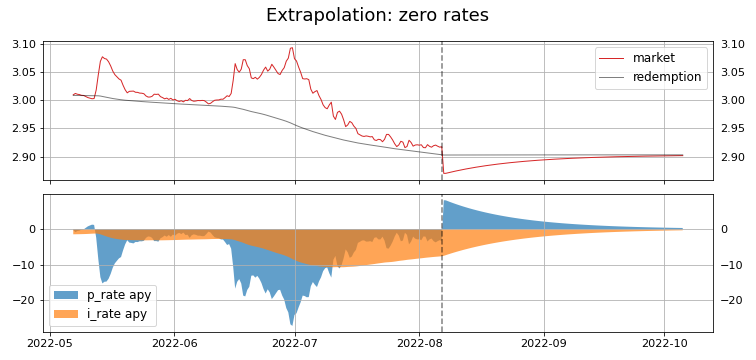 Extrapolation: zero rates
3.10 3.10
3.05 3.05
3.00 3.00
2.95 2.95
2.90 2.90
market
redemption
0 0
−10 −10
−20 −20
p_rate apy
i_rate apy
2022-05 2022-06 2022-07 2022-08 2022-09 2022-10